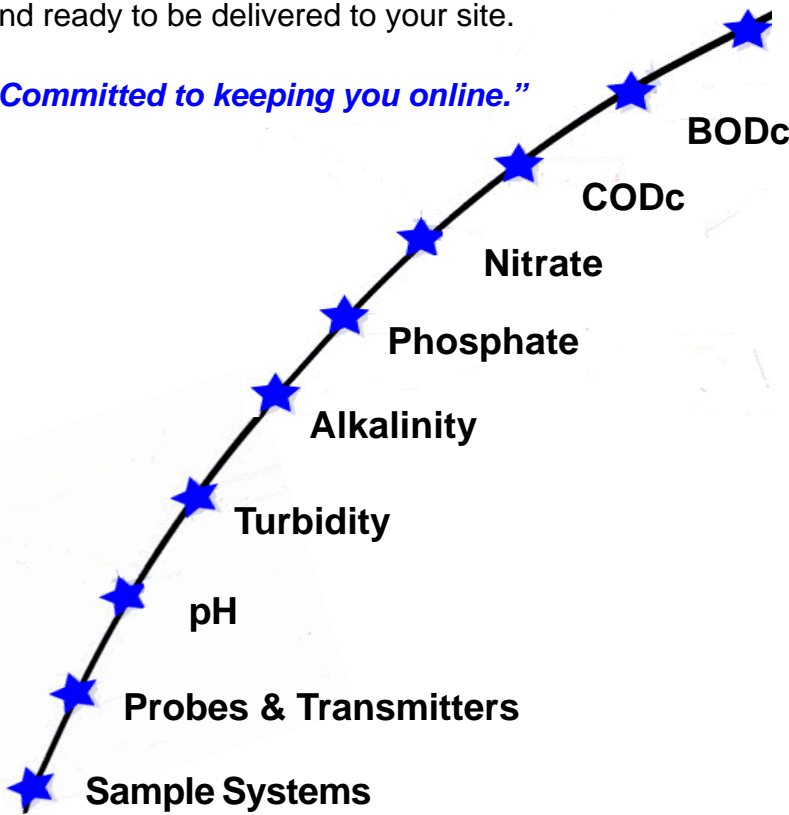 nd ready to be delivered to your site.
Committed to keeping you online.”
BODc
CODc
Nitrate
Phosphate
Alkalinity
Turbidity
pH
Probes & Transmitters
Sample Systems